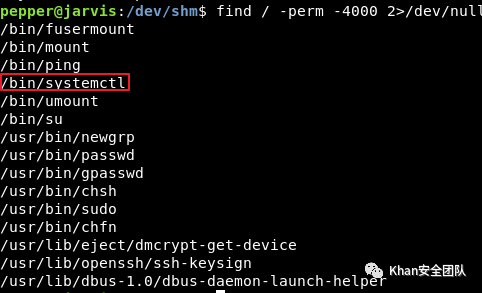 pepper@jarvis:/dev/shm$ find / -perm -4000 2>/dev/null
/bin/fusermount
/bin/mount
/bin/ping
/bin/systemctl
/bin/umount
/bin/su
/usr/bin/newgrp
/usr/bin/passwd
/usr/bin/gpasswd
/usr/bin/chsh
/usr/bin/sudo
/usr/bin/chfn
/usr/lib/eject/dmcrypt-get-device
/usr/lib/openssh/ssh-keysign
/usr/lib/dbus-1.0/dbus-daemon-launch-helper
Khan安全团队